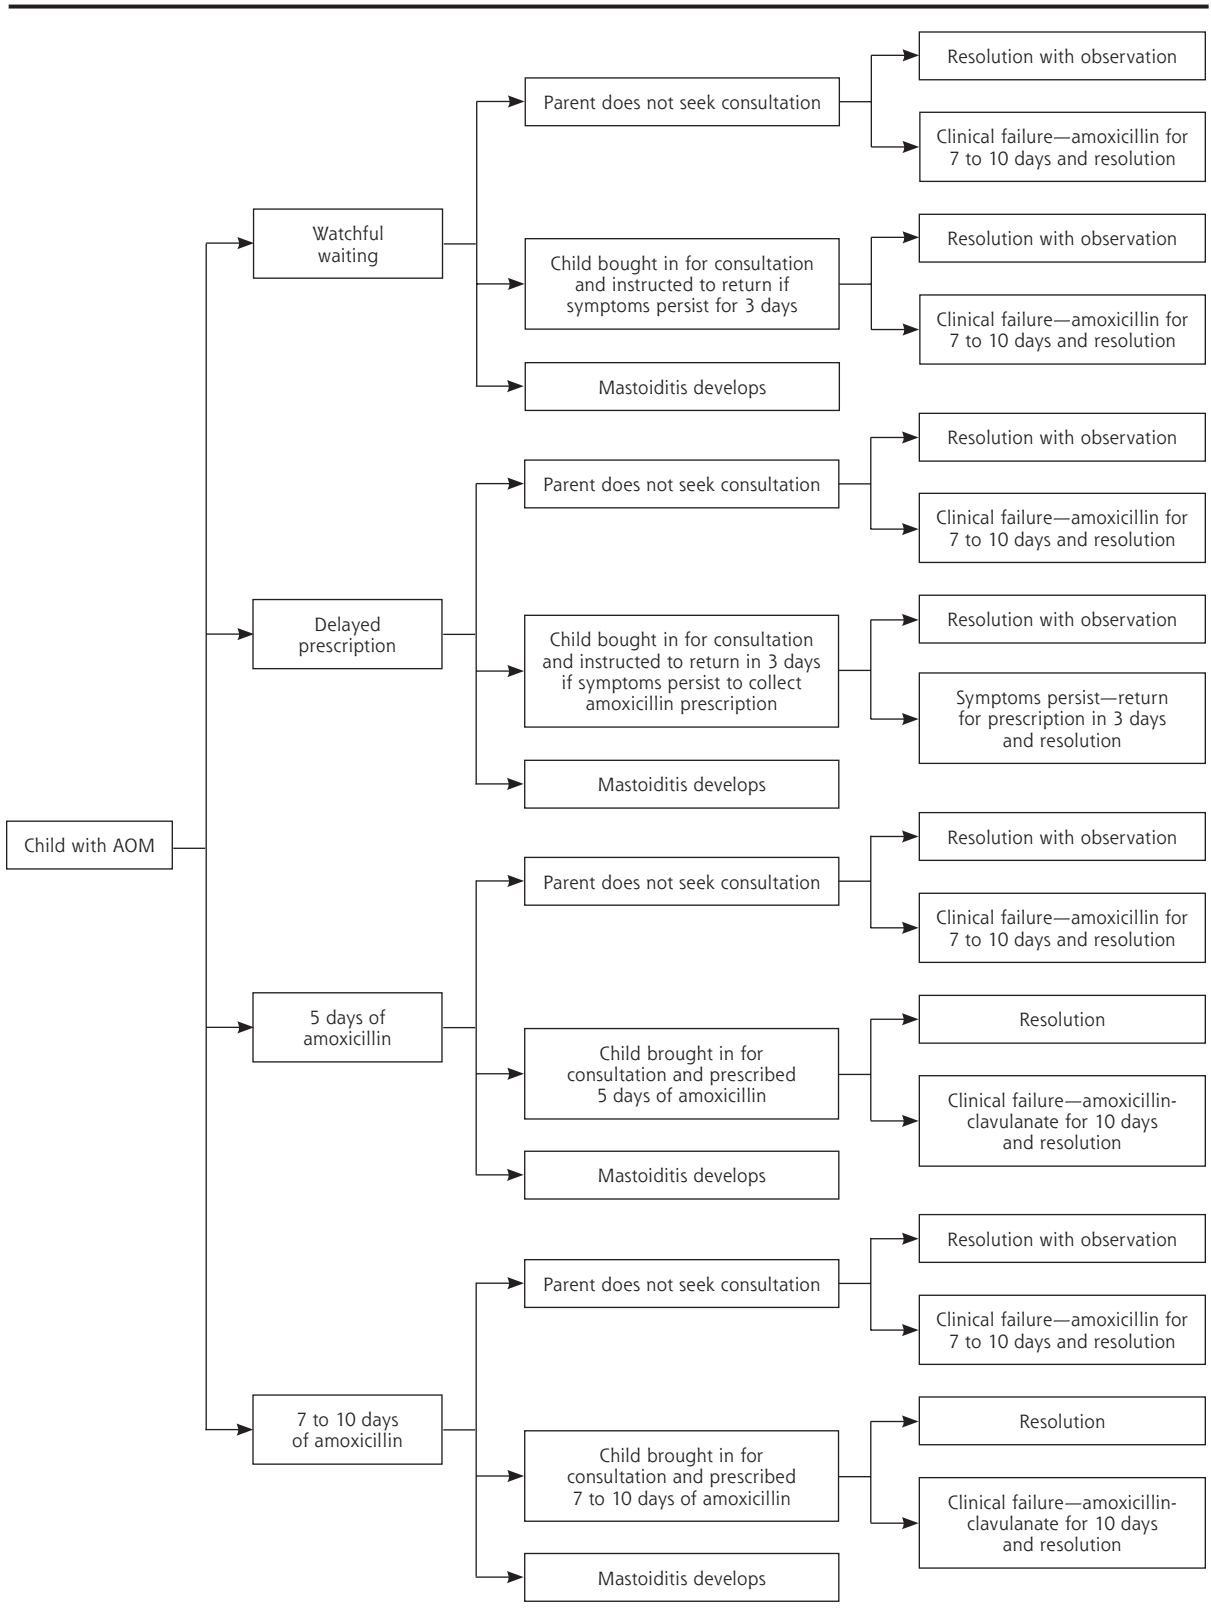 Child with AOM
Watchful
waiting
Parent does not seek consultation
Resolution with observation
Clinical failure—amoxicillin for
7 to 10 days and resolution
Child bought in for consultation
and instructed to return if
symptoms persist for 3 days
Resolution with observation
Clinical failure—amoxicillin for
7 to 10 days and resolution
Mastoiditis develops
Delayed
prescription
Parent does not seek consultation
Resolution with observation
Clinical failure—amoxicillin for
7 to 10 days and resolution
Child bought in for consultation
and instructed to return in 3 days
if symptoms persist to collect
amoxicillin prescription
Resolution with observation
Symptoms persist—return
for prescription in 3 days
and resolution
Mastoiditis develops
5 days of
amoxicillin
Parent does not seek consultation
Resolution with observation
Clinical failure—amoxicillin for
7 to 10 days and resolution
Child brought in for
consultation and prescribed
5 days of amoxicillin
Resolution
Clinical failure—amoxicillin-
clavulanate for 10 days
and resolution
Mastoiditis develops
7 to 10 days
of amoxicillin
Parent does not seek consultation
Resolution with observation
Clinical failure—amoxicillin for
7 to 10 days and resolution
Child brought in for
consultation and prescribed
7 to 10 days of amoxicillin
Resolution
Clinical failure—amoxicillin-
clavulanate for 10 days
and resolution
Mastoiditis develops